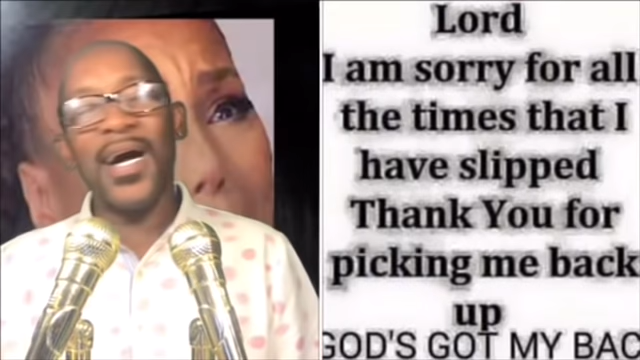 Lord
I am sorry for all
the times that I
have slipped
Thank You for
picking me back
up
GOD'S GOT MY BAC